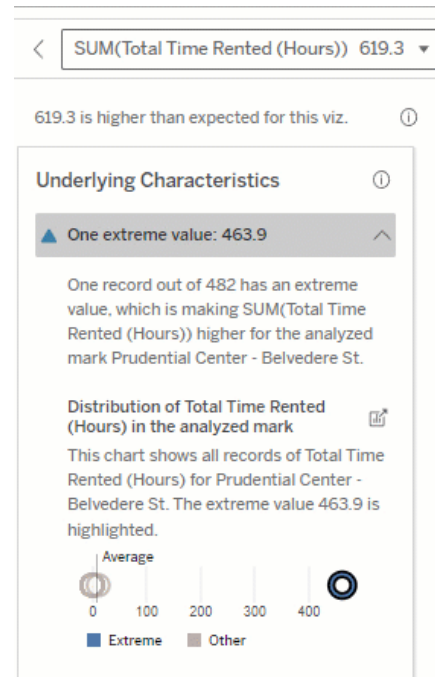 SUM(Total Time Rented (Hours)) 619.3
619.3 is higher than expected for this viz.
Underlying Characteristics
One extreme value: 463.9
One record out of 482 has an extreme
value, which is making SUM(Total Time
Rented (Hours)) higher for the analyzed
mark Prudential Center - Belvedere St.
Distribution of Total Time Rented
(Hours) in the analyzed mark
This chart shows all records of Total Time
Rented (Hours) for Prudential Center -
Belvedere St. The extreme value 463.9 is
highlighted.
Average
0 100 200 300 400
Extreme Other